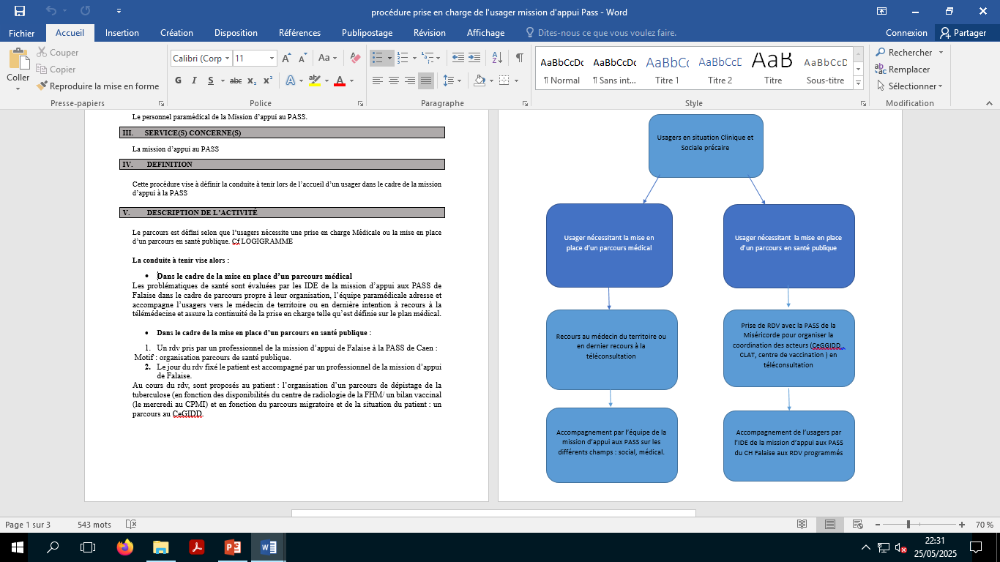 procédure prise en charge de l'usager mission d'appui Pass - Word
Fichier
Accueil
Insertion
Création
Disposition
Références
Publipostage
Révision
Affichage
Dites-nous ce que vous voulez faire.
Connexion
Partager
Coller
Couper
Copier
Reproduire la mise en forme
Presse-papiers
Calibri (Corp
11
A A Aa
G I S abc x₂ x² A ab A
Police
Paragraphe
AaBbCcDc
¶ Normal
AaBbCcDc
¶ Sans int...
AaBbCc
Titre 1
AaBbCcD
Titre 2
AaB
Titre
AaBbCcD
Sous-titre
Style
Rechercher
Remplacer
Sélectionner
Modification
Le personnel paramédical de la Mission d’appui au PASS.
III. SERVICE(S) CONCERNE(S)
La mission d’appui au PASS
IV. DEFINITION
Cette procédure vise à définir la conduite à tenir lors de l’accueil d’un usager dans le cadre de la mission
d’appui à la PASS
V. DESCRIPTION DE L’ACTIVITÉ
Le parcours est défini selon que l’usagers nécessite une prise en charge Médicale ou la mise en place
d’un parcours en santé publique. Cf LOGIGRAMME
La conduite à tenir vise alors :
• Dans le cadre de la mise en place d’un parcours médical
Les problématiques de santé sont évaluées par les IDE de la mission d’appui aux PASS de
Falaise dans le cadre de parcours propre à leur organisation, l’équipe paramédicale adresse et
accompagne l’usagers vers le médecin de territoire ou en dernière intention à recours à la
télémédecine et assure la continuité de la prise en charge telle qu’est définie sur le plan médical.
• Dans le cadre de la mise en place d’un parcours en santé publique :
1. Un rdv pris par un professionnel de la mission d’appui de Falaise à la PASS de Caen :
Motif : organisation parcours de santé publique.
2. Le jour du rdv fixé le patient est accompagné par un professionnel de la mission d’appui
de Falaise.
Au cours du rdv, sont proposés au patient : l’organisation d’un parcours de dépistage de la
tuberculose (en fonction des disponibilités du centre de radiologie de la FHM/ un bilan vaccinal
(le mercredi au CPMI) et en fonction du parcours migratoire et de la situation du patient : un
parcours au CeGIDD.
Usagers en situation Clinique et
Sociale précaire
Usager nécessitant la mise en
place d’un parcours médical
Usager nécessitant la mise en place
d’un parcours en santé publique
Recours au médecin du territoire ou
en dernier recours à la
téléconsultation
Prise de RDV avec la PASS de la
Miséricorde pour organiser la
coordination des acteurs (CeGGIDD,
CLAT, centre de vaccination ) en
téléconsultation
Accompagnement par l’équipe de la
mission d’appui aux PASS sur les
différents champs : social, médical.
Accompagnement de l’usagers par
l’IDE de la mission d’appui aux PASS
du CH Falaise aux RDV programmés
Page 1 sur 3
543 mots
70 %
22:31
25/05/2025